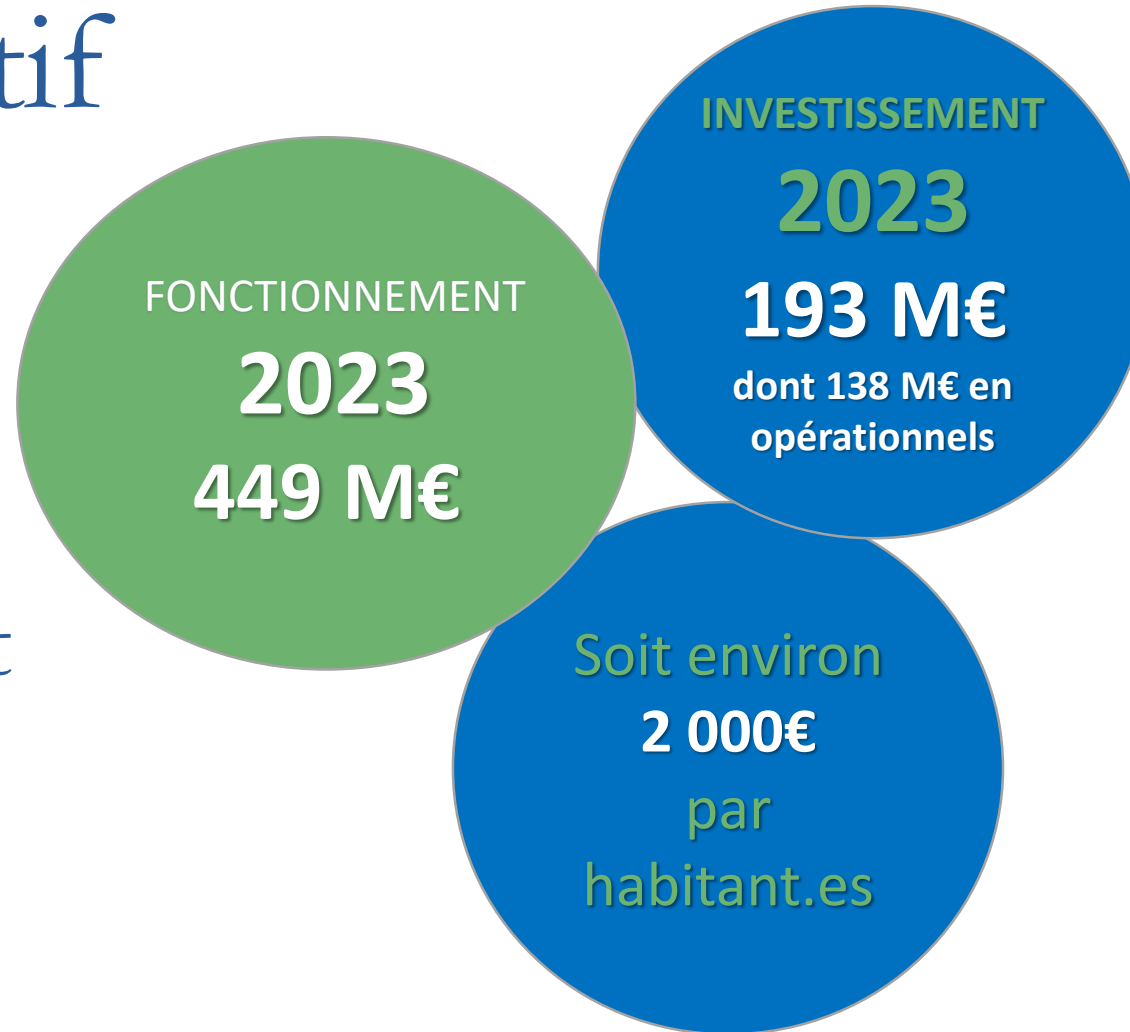 tif
FONCTIONNEMENT
2023
449 M€
INVESTISSEMENT
2023
193 M€
dont 138 M€ en
opérationnels
t
Soit environ
2 000€
par
habitant.es